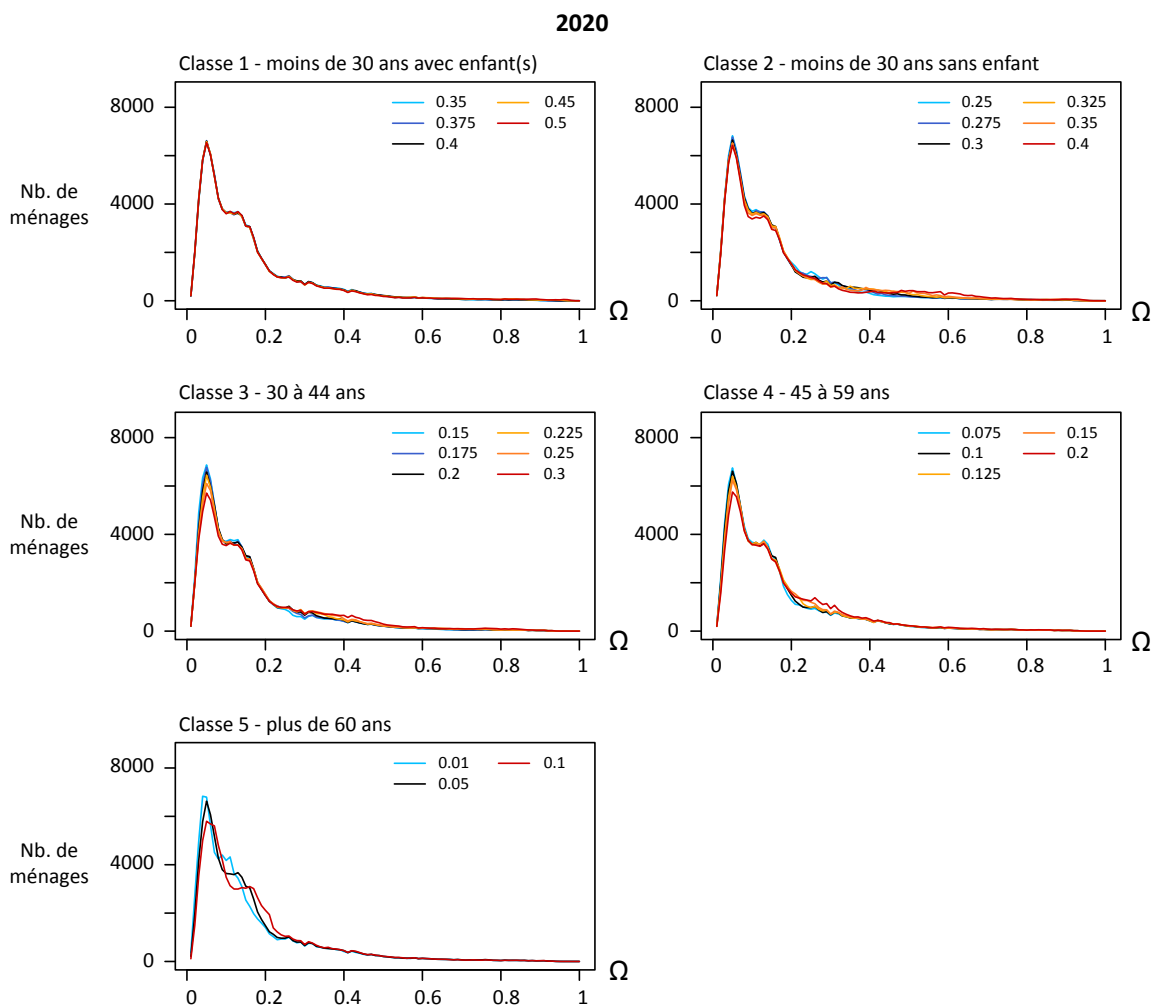 2020
Classe 1 - moins de 30 ans avec enfant(s)
Classe 2 - moins de 30 ans sans enfant
Nb. de
ménages
8000
4000
0
0.35 0.45
0.375 0.5
0.4
0 0.2 0.4 0.6 0.8 1
Ω
8000
4000
0
0.25 0.325
0.275 0.35
0.3 0.4
0 0.2 0.4 0.6 0.8 1
Ω
Classe 3 - 30 à 44 ans
Classe 4 - 45 à 59 ans
Nb. de
ménages
8000
4000
0
0.15 0.225
0.175 0.25
0.2 0.3
0 0.2 0.4 0.6 0.8 1
Ω
8000
4000
0
0.075 0.15
0.1 0.2
0.125
0 0.2 0.4 0.6 0.8 1
Ω
Classe 5 - plus de 60 ans
Nb. de
ménages
8000
4000
0
0.01 0.1
0.05
0 0.2 0.4 0.6 0.8 1
Ω